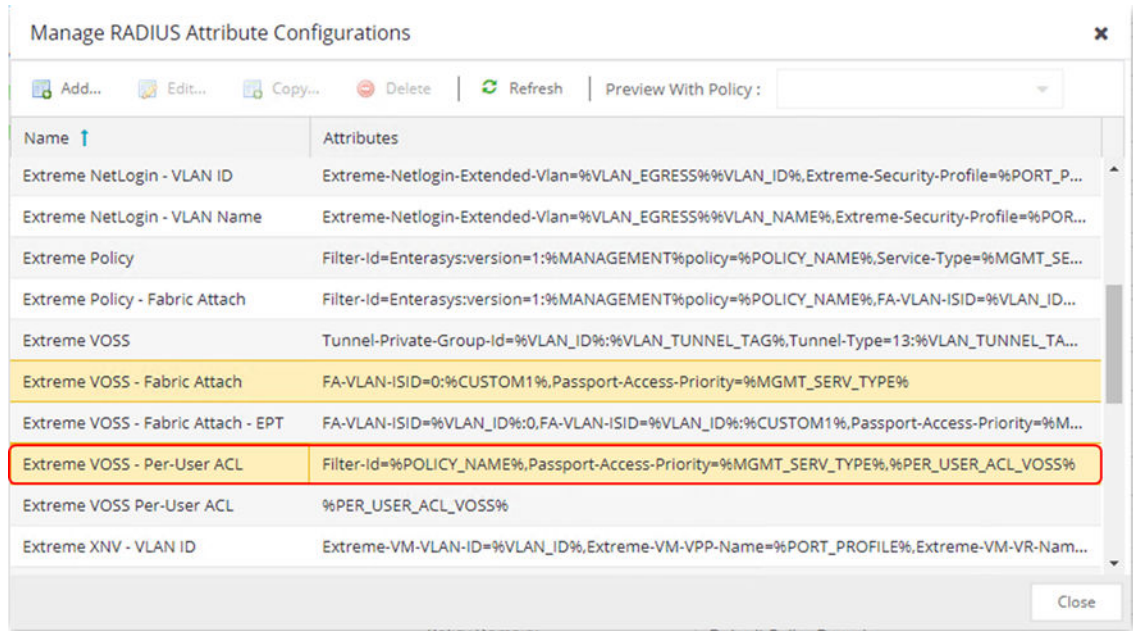 Manage RADIUS Attribute Configurations
Add... Edit... Copy... Delete Refresh Preview With Policy :
Name Attributes
Extreme NetLogin - VLAN ID Extreme-Netlogin-Extended-Vlan=%VLAN_EGRESS%%VLAN_ID%,Extreme-Security-Profile=%PORT_P...
Extreme NetLogin - VLAN Name Extreme-Netlogin-Extended-Vlan=%VLAN_EGRESS%%VLAN_NAME%,Extreme-Security-Profile=%POR...
Extreme Policy Filter-Id=Enterasys:version=1:%MANAGEMENT%policy=%POLICY_NAME%,Service-Type=%MGMT_SE...
Extreme Policy - Fabric Attach Filter-Id=Enterasys:version=1:%MANAGEMENT%policy=%POLICY_NAME%,FA-VLAN-ISID=%VLAN_ID...
Extreme VOSS Tunnel-Private-Group-Id=%VLAN_ID%:%VLAN_TUNNEL_TAG%,Tunnel-Type=13:%VLAN_TUNNEL_TA...
Extreme VOSS - Fabric Attach FA-VLAN-ISID=0:%CUSTOM1%,Passport-Access-Priority=%MGMT_SERV_TYPE%
Extreme VOSS - Fabric Attach - EPT FA-VLAN-ISID=%VLAN_ID%:0,FA-VLAN-ISID=%VLAN_ID%:%CUSTOM1%,Passport-Access-Priority=%M...
Extreme VOSS - Per-User ACL Filter-Id=%POLICY_NAME%,Passport-Access-Priority=%MGMT_SERV_TYPE%,%PER_USER_ACL_VOSS%
Extreme VOSS Per-User ACL %PER_USER_ACL_VOSS%
Extreme XNV - VLAN ID Extreme-VM-VLAN-ID=%VLAN_ID%,Extreme-VM-VPP-Name=%PORT_PROFILE%,Extreme-VM-VR-Nam...
Close